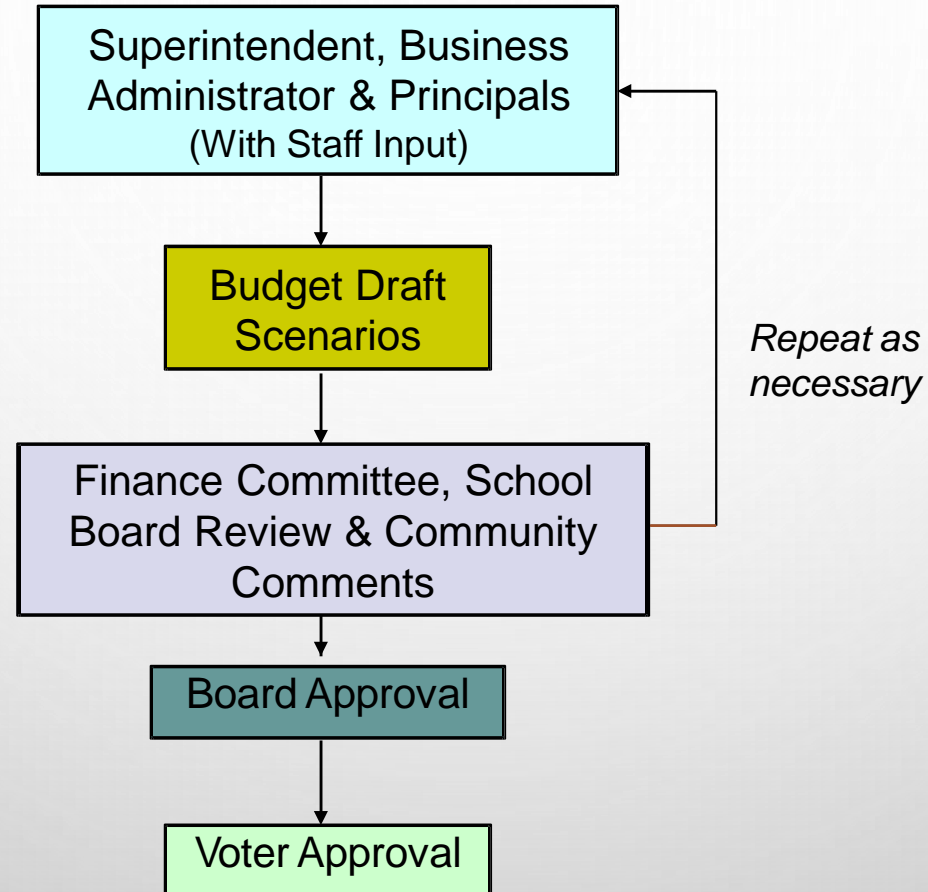 Superintendent, Business
Administrator & Principals
(With Staff Input)
Budget Draft
Scenarios
Repeat as
necessary
Finance Committee, School
Board Review & Community
Comments
Board Approval
Voter Approval